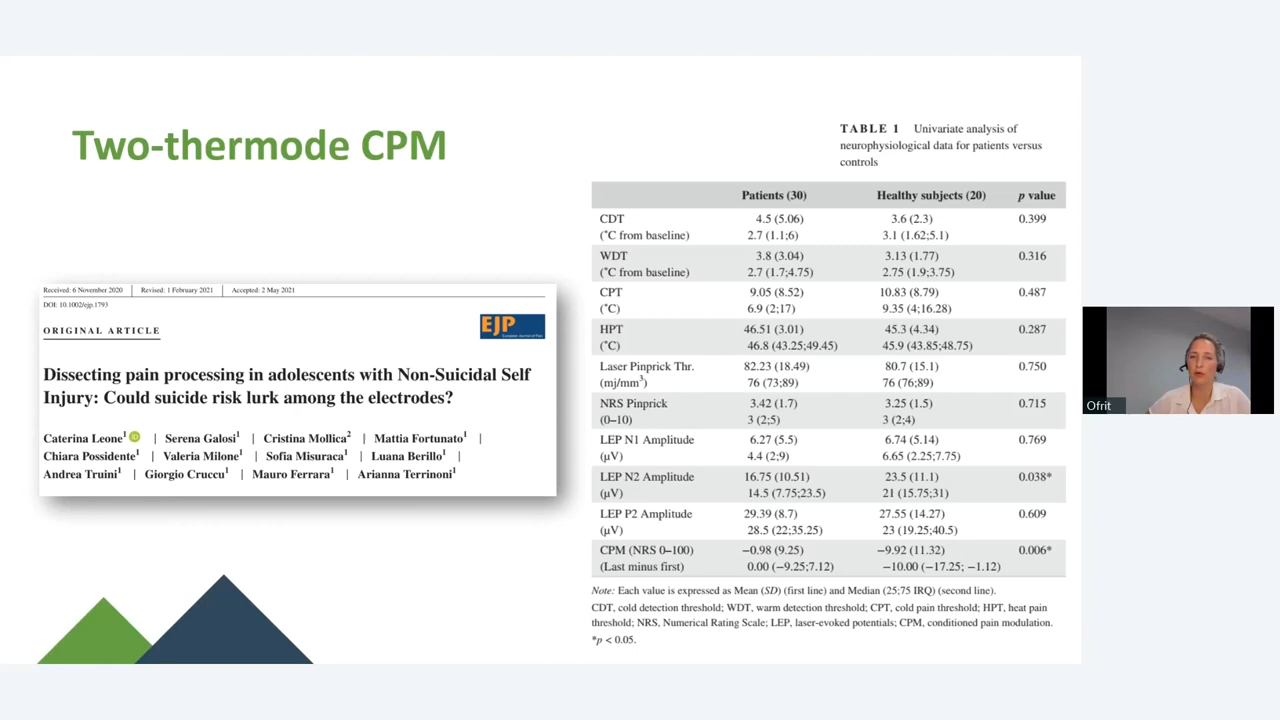 Two-thermode CPM
Received: 6 November 2020 | Revised: 1 February 2021 | Accepted: 2 May 2021
DOI: 10.1002/ejp.1793
ORIGINAL ARTICLE
EJP
European Journal of Pain
Dissecting pain processing in adolescents with Non-Suicidal Self
Injury: Could suicide risk lurk among the electrodes?
Caterina Leone1 iD | Serena Galosi1 | Cristina Mollica2 | Mattia Fortunato1 |
Chiara Possidente1 | Valeria Milone1 | Sofia Misuraca1 | Luana Berillo1 |
Andrea Truini1 | Giorgio Cruccu1 | Mauro Ferrara1 | Arianna Terrinoni1
TABLE 1 Univariate analysis of
neurophysiological data for patients versus
controls
Patients (30) Healthy subjects (20) p value
CDT 4.5 (5.06) 3.6 (2.3) 0.399
(°C from baseline) 2.7 (1.1;6) 3.1 (1.62;5.1)
WDT 3.8 (3.04) 3.13 (1.77) 0.316
(°C from baseline) 2.7 (1.7;4.75) 2.75 (1.9;3.75)
CPT 9.05 (8.52) 10.83 (8.79) 0.487
(°C) 6.9 (2;17) 9.35 (4;16.28)
HPT 46.51 (3.01) 45.3 (4.34) 0.287
(°C) 46.8 (43.25;49.45) 45.9 (43.85;48.75)
Laser Pinprick Thr. 82.23 (18.49) 80.7 (15.1) 0.750
(mj/mm3) 76 (73;89) 76 (76;89)
NRS Pinprick 3.42 (1.7) 3.25 (1.5) 0.715
(0–10) 3 (2;5) 3 (2;4)
LEP N1 Amplitude 6.27 (5.5) 6.74 (5.14) 0.769
(µV) 4.4 (2;9) 6.65 (2.25;7.75)
LEP N2 Amplitude 16.75 (10.51) 23.5 (11.1) 0.038*
(µV) 14.5 (7.75;23.5) 21 (15.75;31)
LEP P2 Amplitude 29.39 (8.7) 27.55 (14.27) 0.609
(µV) 28.5 (22;35.25) 23 (19.25;40.5)
CPM (NRS 0–100) −0.98 (9.25) −9.92 (11.32) 0.006*
(Last minus first) 0.00 (−9.25;7.12) −10.00 (−17.25; −1.12)
Note: Each value is expressed as Mean (SD) (first line) and Median (25;75 IRQ) (second line).
CDT, cold detection threshold; WDT, warm detection threshold; CPT, cold pain threshold; HPT, heat pain
threshold; NRS, Numerical Rating Scale; LEP, laser-evoked potentials; CPM, conditioned pain modulation.
*p < 0.05.
Ofrit